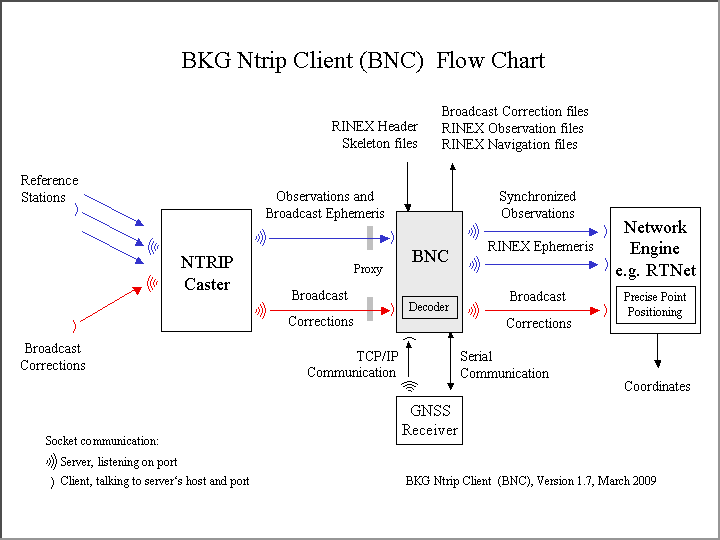 BKG Ntrip Client (BNC)  Flow Chart
RINEX Header
Skeleton files
Broadcast Correction files
RINEX Observation files
RINEX Navigation files
Reference
Stations
Observations and
Broadcast Ephemeris
Synchronized
Observations
NTRIP
Caster
Proxy
BNC
RINEX Ephemeris
Network
Engine
e.g. RTNet
Broadcast
Corrections
Decoder
Broadcast
Corrections
Precise Point
Positioning
Broadcast
Corrections
TCP/IP
Communication
Serial
Communication
Coordinates
GNSS
Receiver
Socket communication:
Server, listening on port
Client, talking to server‘s host and port
BKG Ntrip Client  (BNC), Version 1.7, March 2009